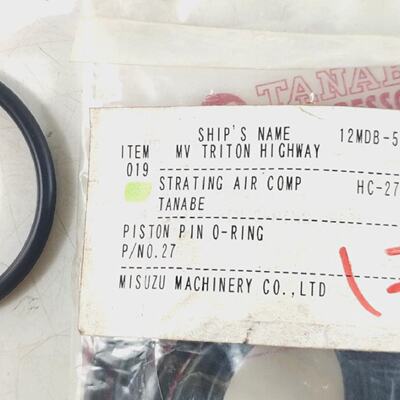 TANAB
SHIP'S NAME 12MDB-5
ITEM MV TRITON HIGHWAY
019
STRATING AIR COMP HC-27
TANABE
PISTON PIN O-RING
P/NO.27
MISUZU MACHINERY CO.,LTD